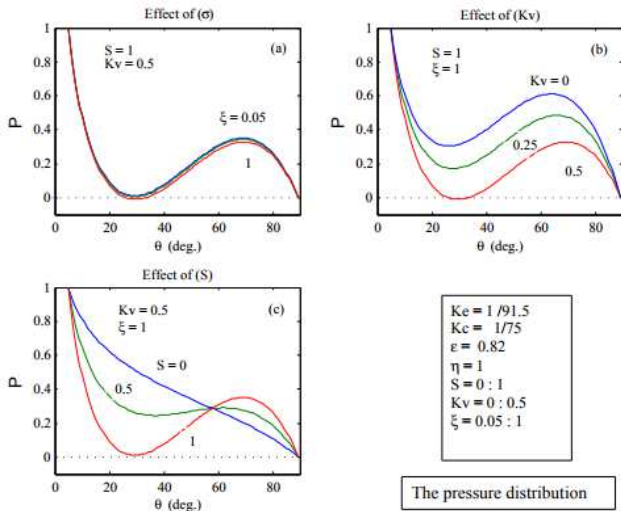 Effect of (σ)
S = 1
Kv = 0.5
(a)
ξ = 0.05
1
P
1
0.8
0.6
0.4
0.2
0
0 20 40 60 80
θ (deg.)
Effect of (Kv)
S = 1
ξ = 1
(b)
Kv = 0
0.25
0.5
P
1
0.8
0.6
0.4
0.2
0
0 20 40 60 80
θ (deg.)
Effect of (S)
Kv = 0.5
ξ = 1
(c)
S = 0
0.5
1
P
1
0.8
0.6
0.4
0.2
0
0 20 40 60 80
θ (deg.)
Ke = 1 /91.5
Kc = 1/75
ε = 0.82
η = 1
S = 0 : 1
Kv = 0 : 0.5
ξ = 0.05 : 1
The pressure distribution